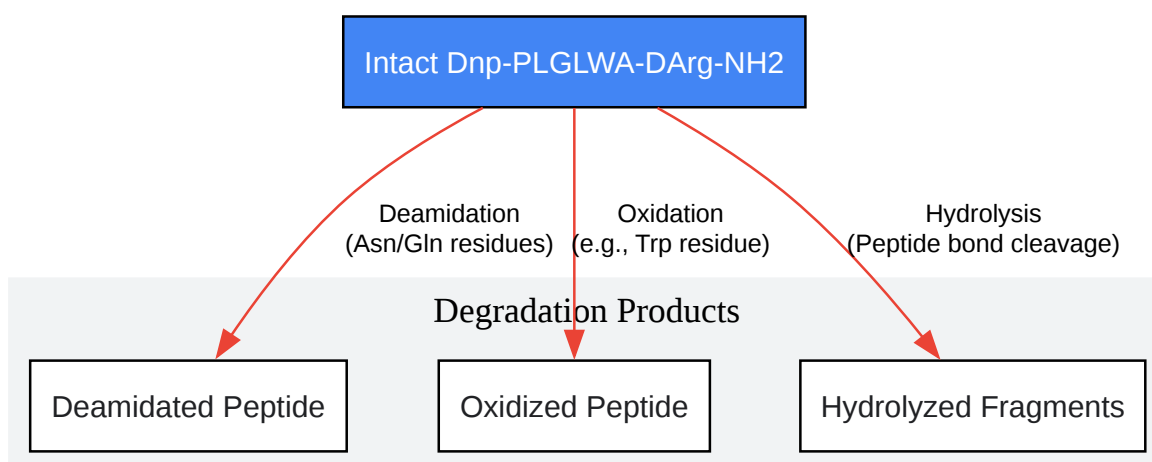 Intact Dnp-PLGLWA-DArg-NH2
Deamidation
(Asn/Gln residues)
Oxidation
(e.g., Trp residue)
Hydrolysis
(Peptide bond cleavage)
Degradation Products
Deamidated Peptide
Oxidized Peptide
Hydrolyzed Fragments